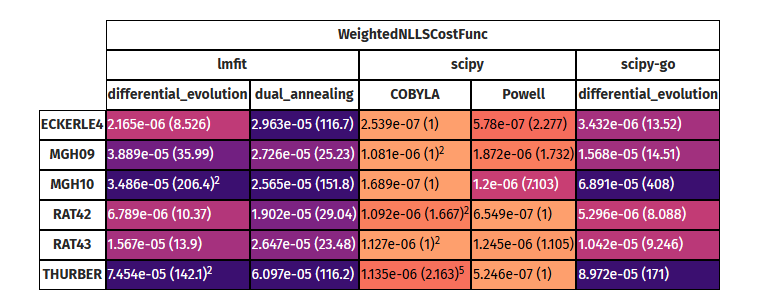 WeightedNLLSCostFunc
lmfit scipy scipy-go
differential_evolution dual_annealing COBYLA Powell differential_evolution
ECKERLE4 2.165e-06 (8.526) 2.963e-05 (116.7) 2.539e-07 (1) 5.78e-07 (2.277) 3.432e-06 (13.52)
MGH09 3.889e-05 (35.99) 2.726e-05 (25.23) 1.081e-06 (1)² 1.872e-06 (1.732) 1.568e-05 (14.51)
MGH10 3.486e-05 (206.4)² 2.565e-05 (151.8) 1.689e-07 (1) 1.2e-06 (7.103) 6.891e-05 (408)
RAT42 6.789e-06 (10.37) 1.902e-05 (29.04) 1.092e-06 (1.667)² 6.549e-07 (1) 5.296e-06 (8.088)
RAT43 1.567e-05 (13.9) 2.647e-05 (23.48) 1.127e-06 (1)² 1.245e-06 (1.105) 1.042e-05 (9.246)
THURBER 7.454e-05 (142.1)² 6.097e-05 (116.2) 1.135e-06 (2.163)⁵ 5.246e-07 (1) 8.972e-05 (171)